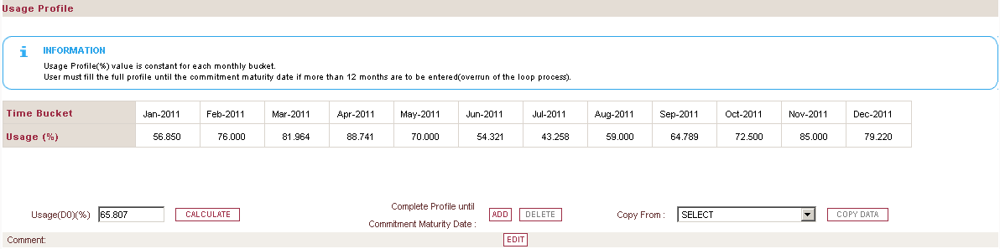 Usage Profile
INFORMATION
Usage Profile(%) value is constant for each monthly bucket.
User must fill the full profile until the commitment maturity date if more than 12 months are to be entered(overrun of the loop process).
Time Bucket Jan-2011 Feb-2011 Mar-2011 Apr-2011 May-2011 Jun-2011 Jul-2011 Aug-2011 Sep-2011 Oct-2011 Nov-2011 Dec-2011
Usage (%) 56.850 76.000 81.964 88.741 70.000 54.321 43.258 59.000 64.789 72.500 85.000 79.220
Complete Profile until
Usage(D0)(%) 65.807 CALCULATE ADD DELETE Copy From : SELECT COPY DATA
Commitment Maturity Date :
Comment: EDIT